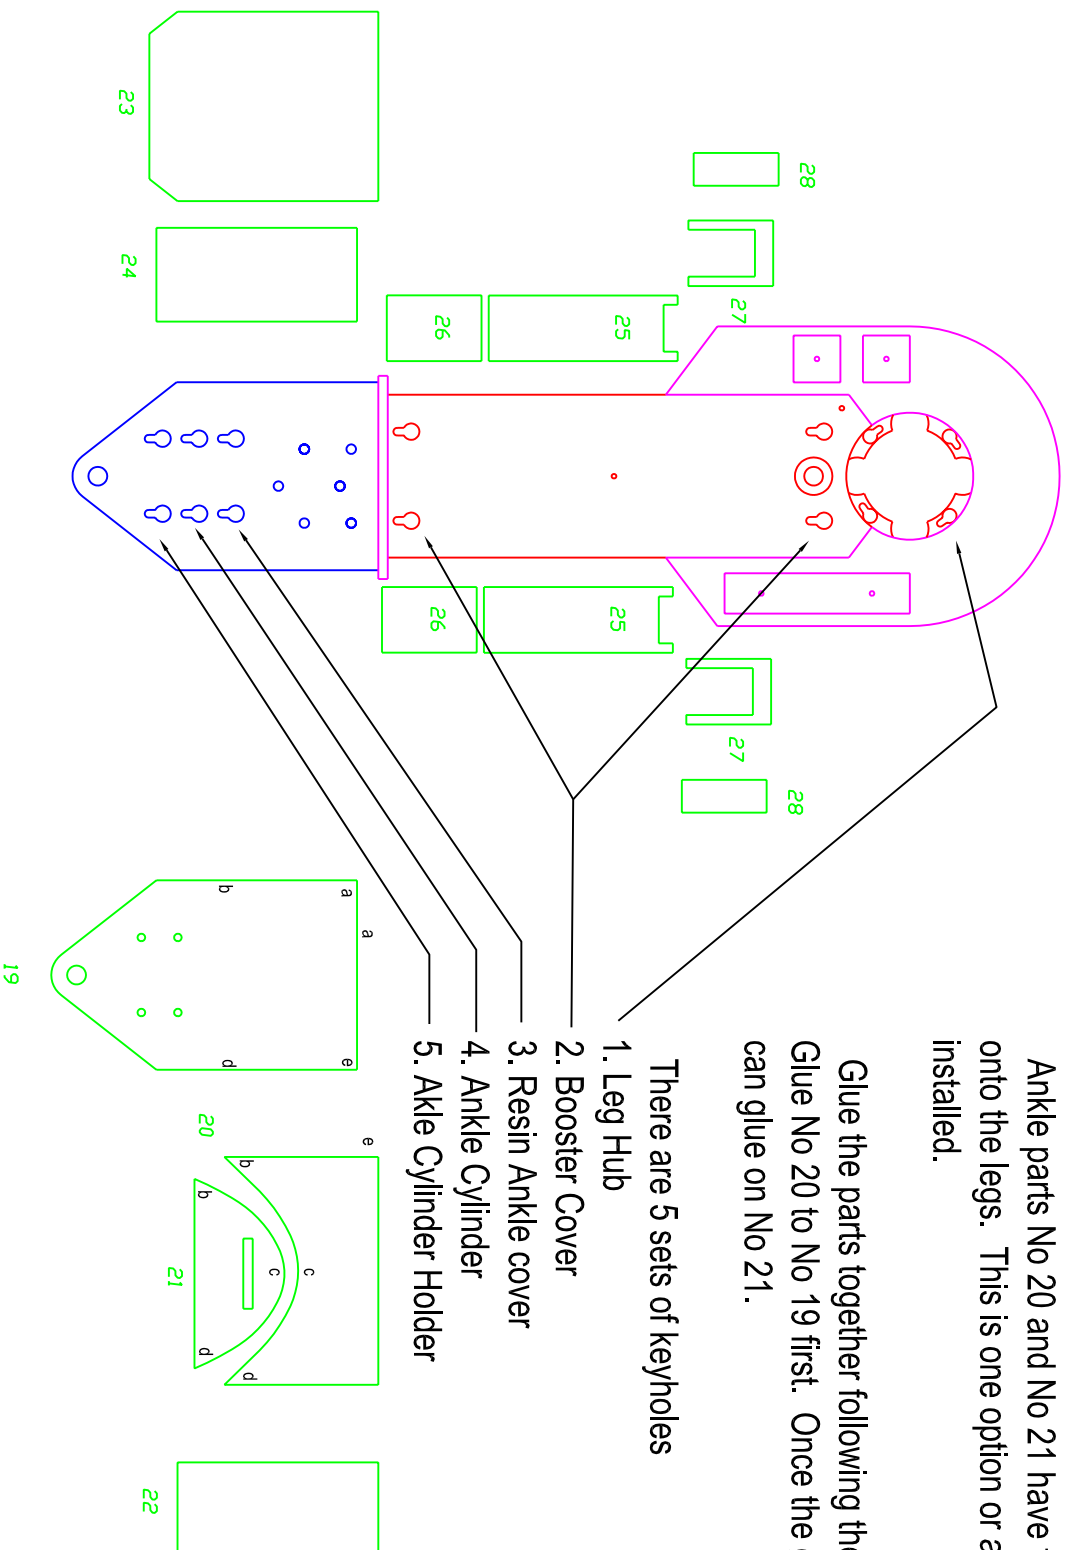 Ankle parts No 20 and No 21 have
onto the legs. This is one option or a
installed.
Glue the parts together following the
Glue No 20 to No 19 first. Once the
can glue on No 21.
There are 5 sets of keyholes
1. Leg Hub
2. Booster Cover
3. Resin Ankle cover
4. Ankle Cylinder
5. Akle Cylinder Holder
28
27
23
24
26
25
26
25
27
28
19
a
a
b
d
e
20
e
b
c
d
21
b
c
d
22